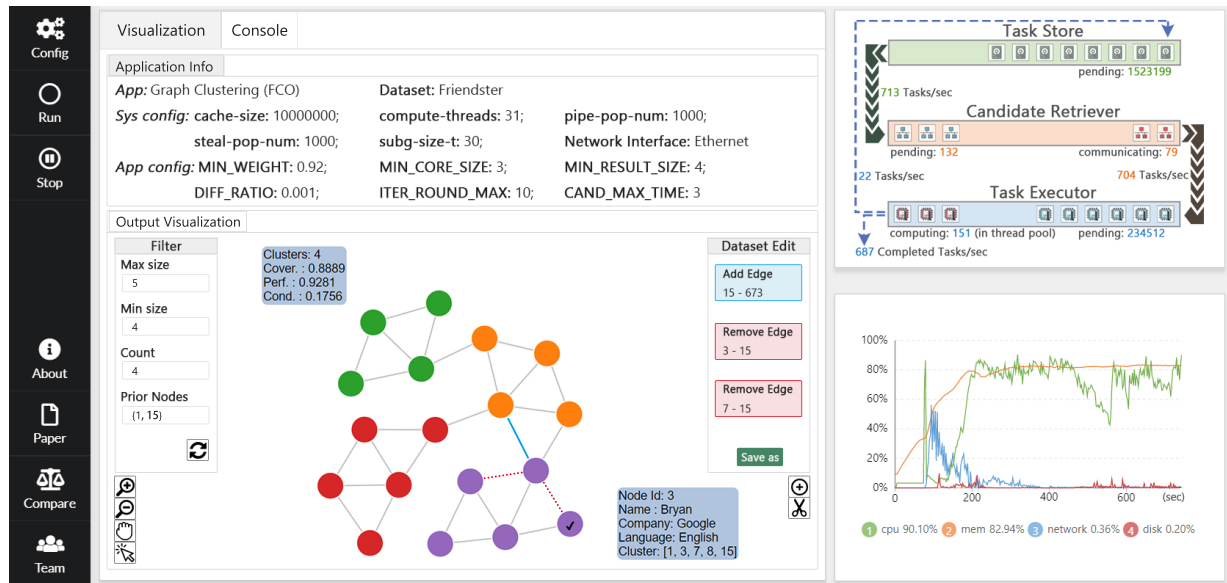 Config
Run
Stop
About
Paper
Compare
Team
Visualization
Console
Application Info
App: Graph Clustering (FCO)
Dataset: Friendster
Sys config: cache-size: 10000000;
compute-threads: 31;
pipe-pop-num: 1000;
steal-pop-num: 1000;
subg-size-t: 30;
Network Interface: Ethernet
App config: MIN_WEIGHT: 0.92;
MIN_CORE_SIZE: 3;
MIN_RESULT_SIZE: 4;
DIFF_RATIO: 0.001;
ITER_ROUND_MAX: 10;
CAND_MAX_TIME: 3
Output Visualization
Filter
Max size
5
Min size
4
Count
4
Prior Nodes
{1, 15}
Clusters: 4
Cover. : 0.8889
Perf. : 0.9281
Cond. : 0.1756
Node Id: 3
Name : Bryan
Company: Google
Language: English
Cluster: [1, 3, 7, 8, 15]
Dataset Edit
Add Edge
15 - 673
Remove Edge
3 - 15
Remove Edge
7 - 15
Save as
Task Store
pending: 1523199
713 Tasks/sec
Candidate Retriever
pending: 132
communicating: 79
22 Tasks/sec
704 Tasks/sec
Task Executor
computing: 151 (in thread pool)
pending: 234512
687 Completed Tasks/sec
100%
80%
60%
40%
20%
0%
0 200 400 600 (sec)
1 cpu 90.10% 2 mem 82.94% 3 network 0.36% 4 disk 0.20%